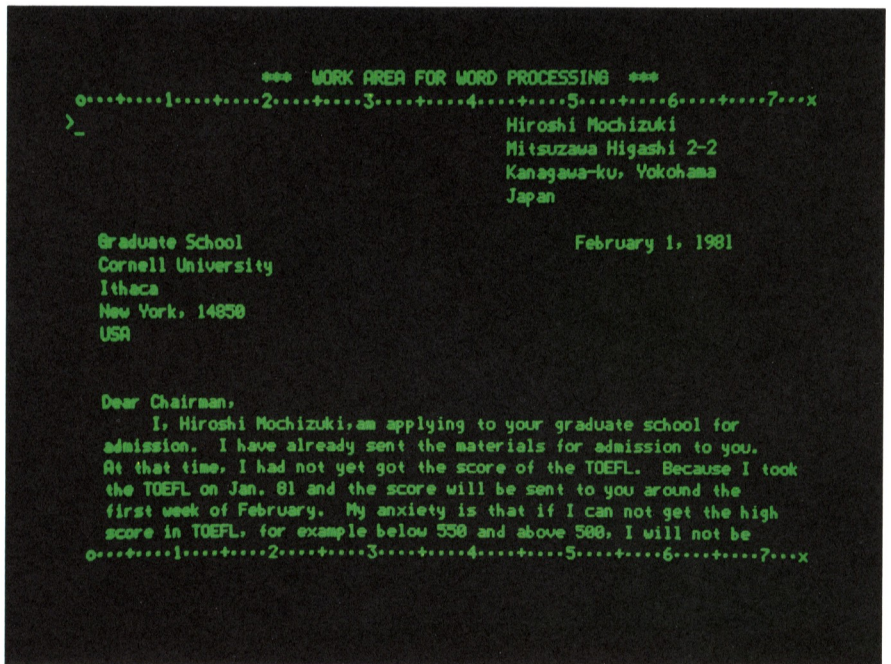 *** WORK AREA FOR WORD PROCESSING ***
o····+····1····+····2····+····3····+····4····+····5····+····6····+····7···x
>_ Hiroshi Mochizuki
Mitsuzawa Higashi 2-2
Kanagawa-ku, Yokohama
Japan
Graduate School February 1, 1981
Cornell University
Ithaca
New York, 14850
USA
Dear Chairman,
I, Hiroshi Mochizuki,am applying to your graduate school for
admission. I have already sent the materials for admission to you.
At that time, I had not yet got the score of the TOEFL. Because I took
the TOEFL on Jan. 81 and the score will be sent to you around the
first week of February. My anxiety is that if I can not get the high
score in TOEFL, for example below 550 and above 500, I will not be
o····+····1····+····2····+····3····+····4····+····5····+····6····+····7···x